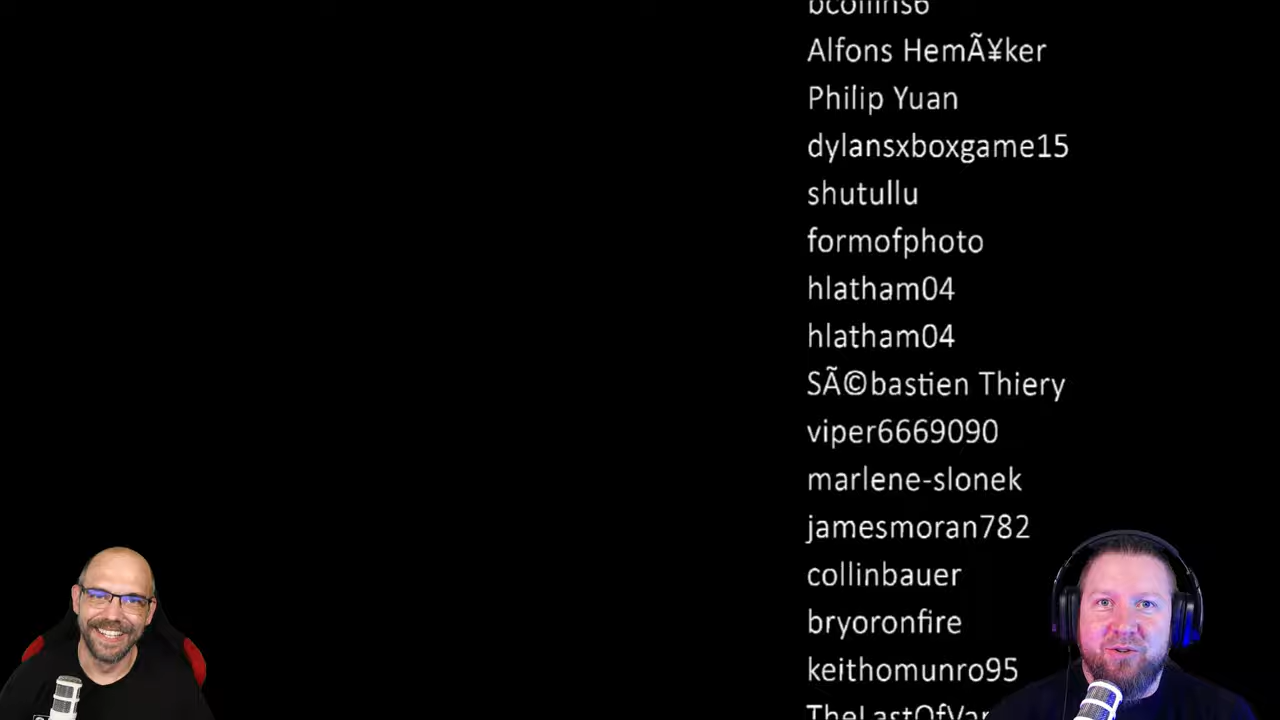 bcollins6
Alfons HemÃ¥ker
Philip Yuan
dylansxboxgame15
shutullu
formofphoto
hlatham04
hlatham04
SÃ©bastien Thiery
viper6669090
marlene-slonek
jamesmoran782
collinbauer
bryoronfire
keithomunro95